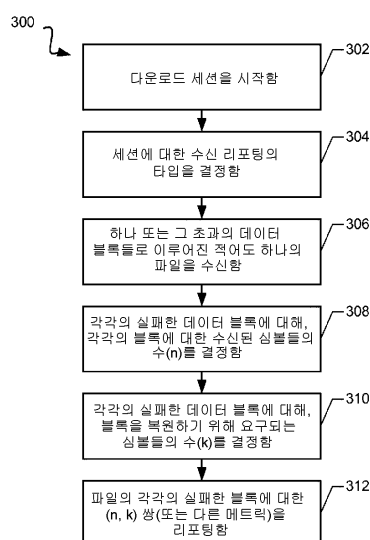 300
302
다운로드 세션을 시작함
304
세션에 대한 수신 리포팅의
타입을 결정함
306
하나 또는 그 초과의 데이터
블록들로 이루어진 적어도 하나의
파일을 수신함
308
각각의 실패한 데이터 블록에 대해,
각각의 블록에 대한 수신된 심볼들의
수(n)를 결정함
310
각각의 실패한 데이터 블록에 대해,
블록을 복원하기 위해 요구되는
심볼들의 수(k)를 결정함
312
파일의 각각의 실패한 블록에 대한
(n, k) 쌍(또는 다른 메트릭)을
리포팅함